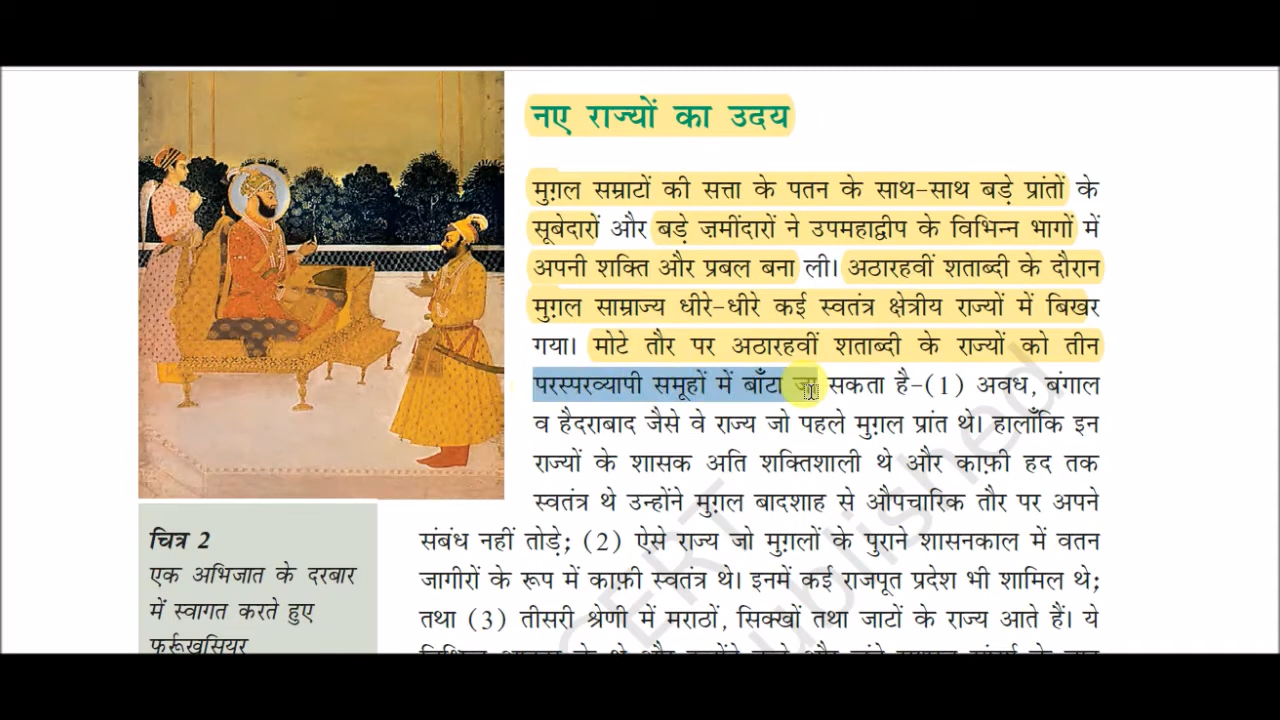 नए राज्यों का उदय
मुग़ल सम्राटों की सत्ता के पतन के साथ-साथ बड़े प्रांतों के
सूबेदारों और बड़े ज़मींदारों ने उपमहाद्वीप के विभिन्न भागों में
अपनी शक्ति और प्रबल बना ली। अठारहवीं शताब्दी के दौरान
मुग़ल साम्राज्य धीरे-धीरे कई स्वतंत्र क्षेत्रीय राज्यों में बिखर
गया। मोटे तौर पर अठारहवीं शताब्दी के राज्यों को तीन
परस्परव्यापी समूहों में बाँटा जा सकता है-(1) अवध, बंगाल
व हैदराबाद जैसे वे राज्य जो पहले मुग़ल प्रांत थे। हालाँकि इन
राज्यों के शासक अति शक्तिशाली थे और काफ़ी हद तक
स्वतंत्र थे उन्होंने मुग़ल बादशाह से औपचारिक तौर पर अपने
संबंध नहीं तोड़े; (2) ऐसे राज्य जो मुग़लों के पुराने शासनकाल में वतन
जागीरों के रूप में काफ़ी स्वतंत्र थे। इनमें कई राजपूत प्रदेश भी शामिल थे;
तथा (3) तीसरी श्रेणी में मराठों, सिक्खों तथा जाटों के राज्य आते हैं। ये
चित्र 2
एक अभिजात के दरबार
में स्वागत करते हुए
फर्रूखसियर